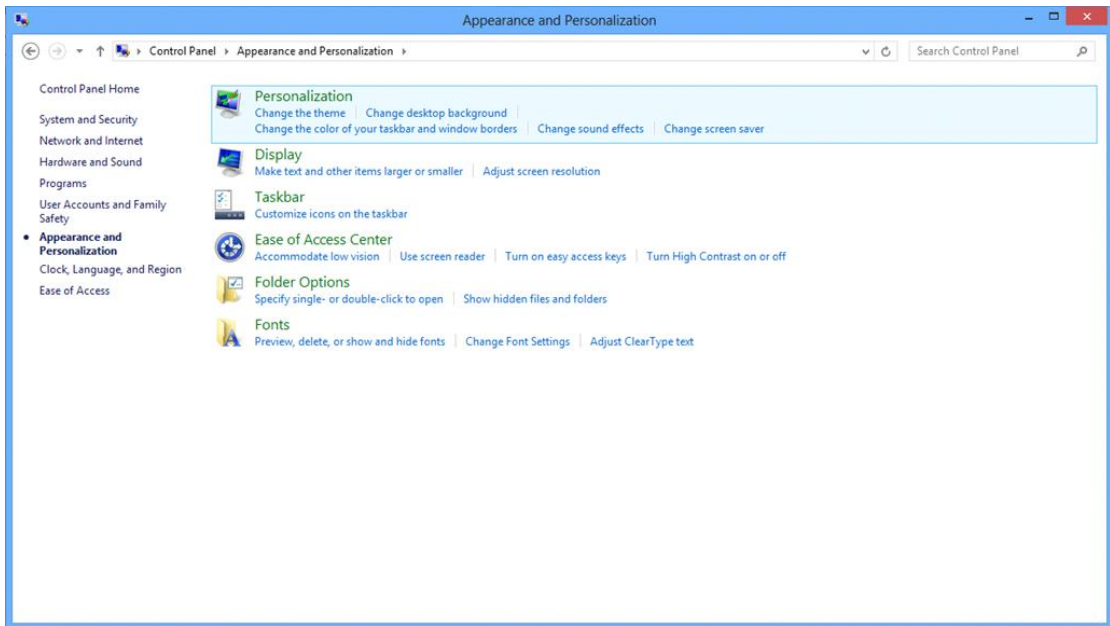 Appearance and Personalization
Control Panel Appearance and Personalization
Search Control Panel
Control Panel Home
System and Security
Network and Internet
Hardware and Sound
Programs
User Accounts and Family
Safety
Appearance and
Personalization
Clock, Language, and Region
Ease of Access
Personalization
Change the theme Change desktop background
Change the color of your taskbar and window borders Change sound effects Change screen saver
Display
Make text and other items larger or smaller Adjust screen resolution
Taskbar
Customize icons on the taskbar
Ease of Access Center
Accommodate low vision Use screen reader Turn on easy access keys Turn High Contrast on or off
Folder Options
Specify single- or double-click to open Show hidden files and folders
Fonts
Preview, delete, or show and hide fonts Change Font Settings Adjust ClearType text